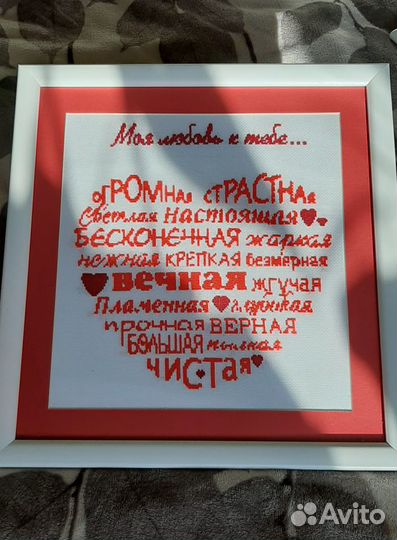 Моя любовь к тебе...
ОГРОМНАЯ СТРАСТНАЯ
Светлая Настоящая
БЕСКОНЕЧНАЯ жаркая
нежная КРЕПКАЯ безмерная
вечная жгучая
Пламенная глубокая
прочная ВЕРНАЯ
БОЛЬШАЯ пылкая
чистая
Avito